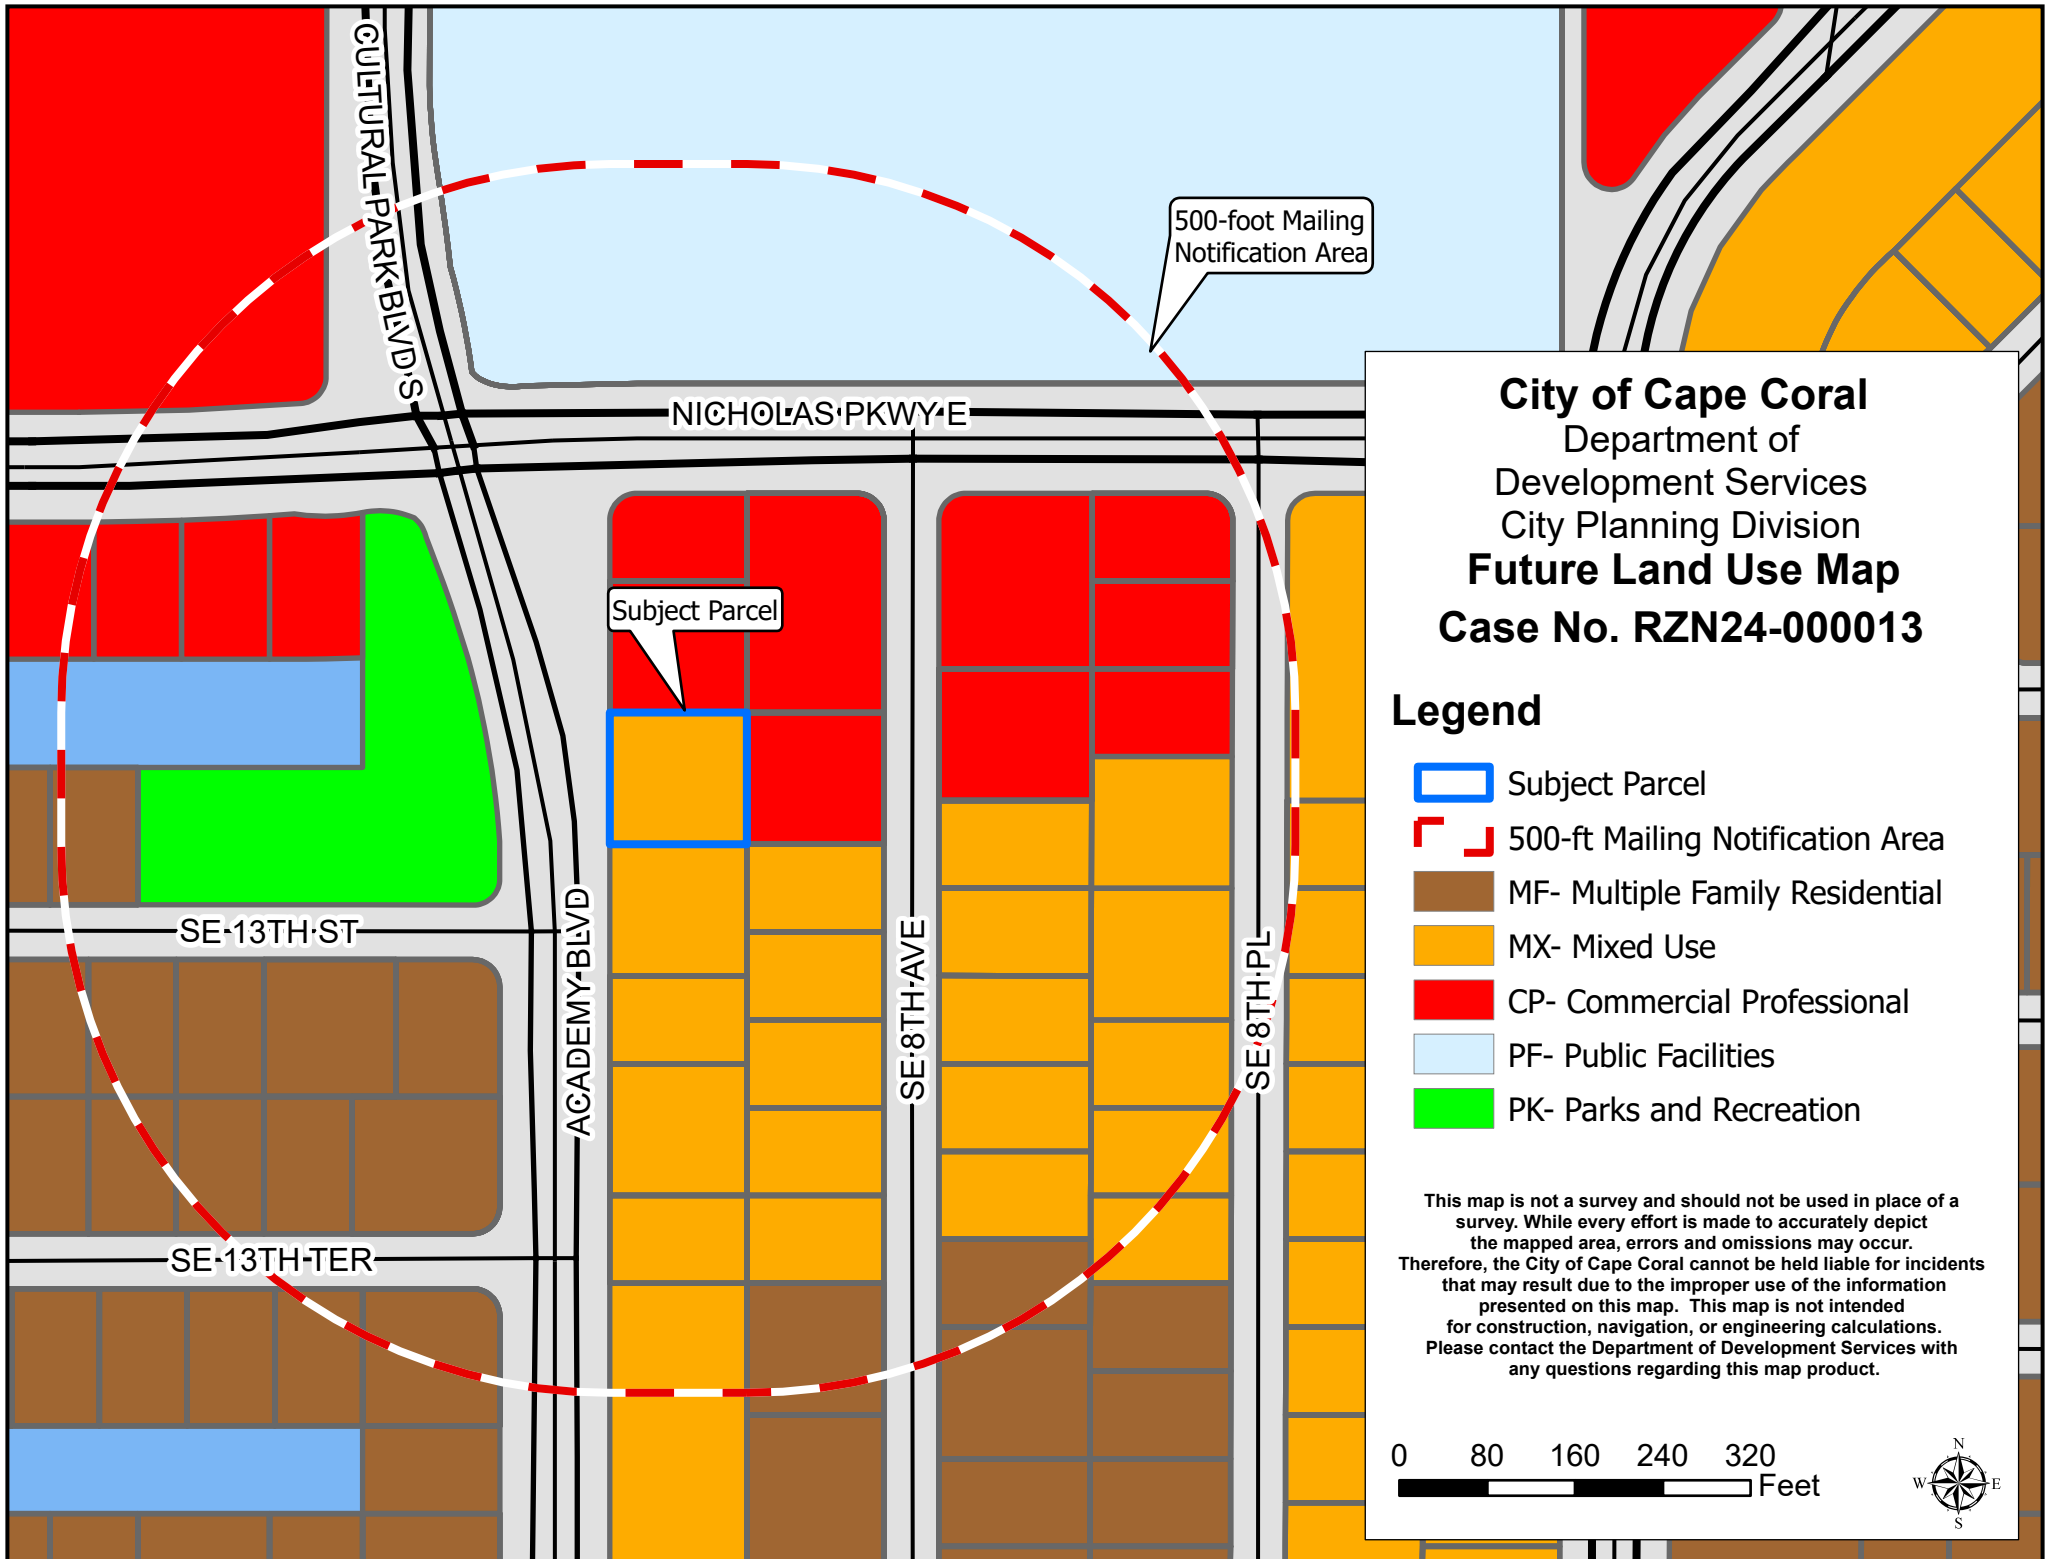 CULTURAL PARK BLVD S
500-foot Mailing
Notification Area
NICHOLAS PKWY E
Subject Parcel
SE 13TH ST
ACADEMY BLVD
SE 8TH AVE
SE 8TH PL
SE 13TH TER
City of Cape Coral
Department of
Development Services
City Planning Division
Future Land Use Map
Case No. RZN24-000013
Legend
Subject Parcel
500-ft Mailing Notification Area
MF- Multiple Family Residential
MX- Mixed Use
CP- Commercial Professional
PF- Public Facilities
PK- Parks and Recreation
This map is not a survey and should not be used in place of a
survey. While every effort is made to accurately depict
the mapped area, errors and omissions may occur.
Therefore, the City of Cape Coral cannot be held liable for incidents
that may result due to the improper use of the information
presented on this map. This map is not intended
for construction, navigation, or engineering calculations.
Please contact the Department of Development Services with
any questions regarding this map product.
0 80 160 240 320
Feet
N
W E
S